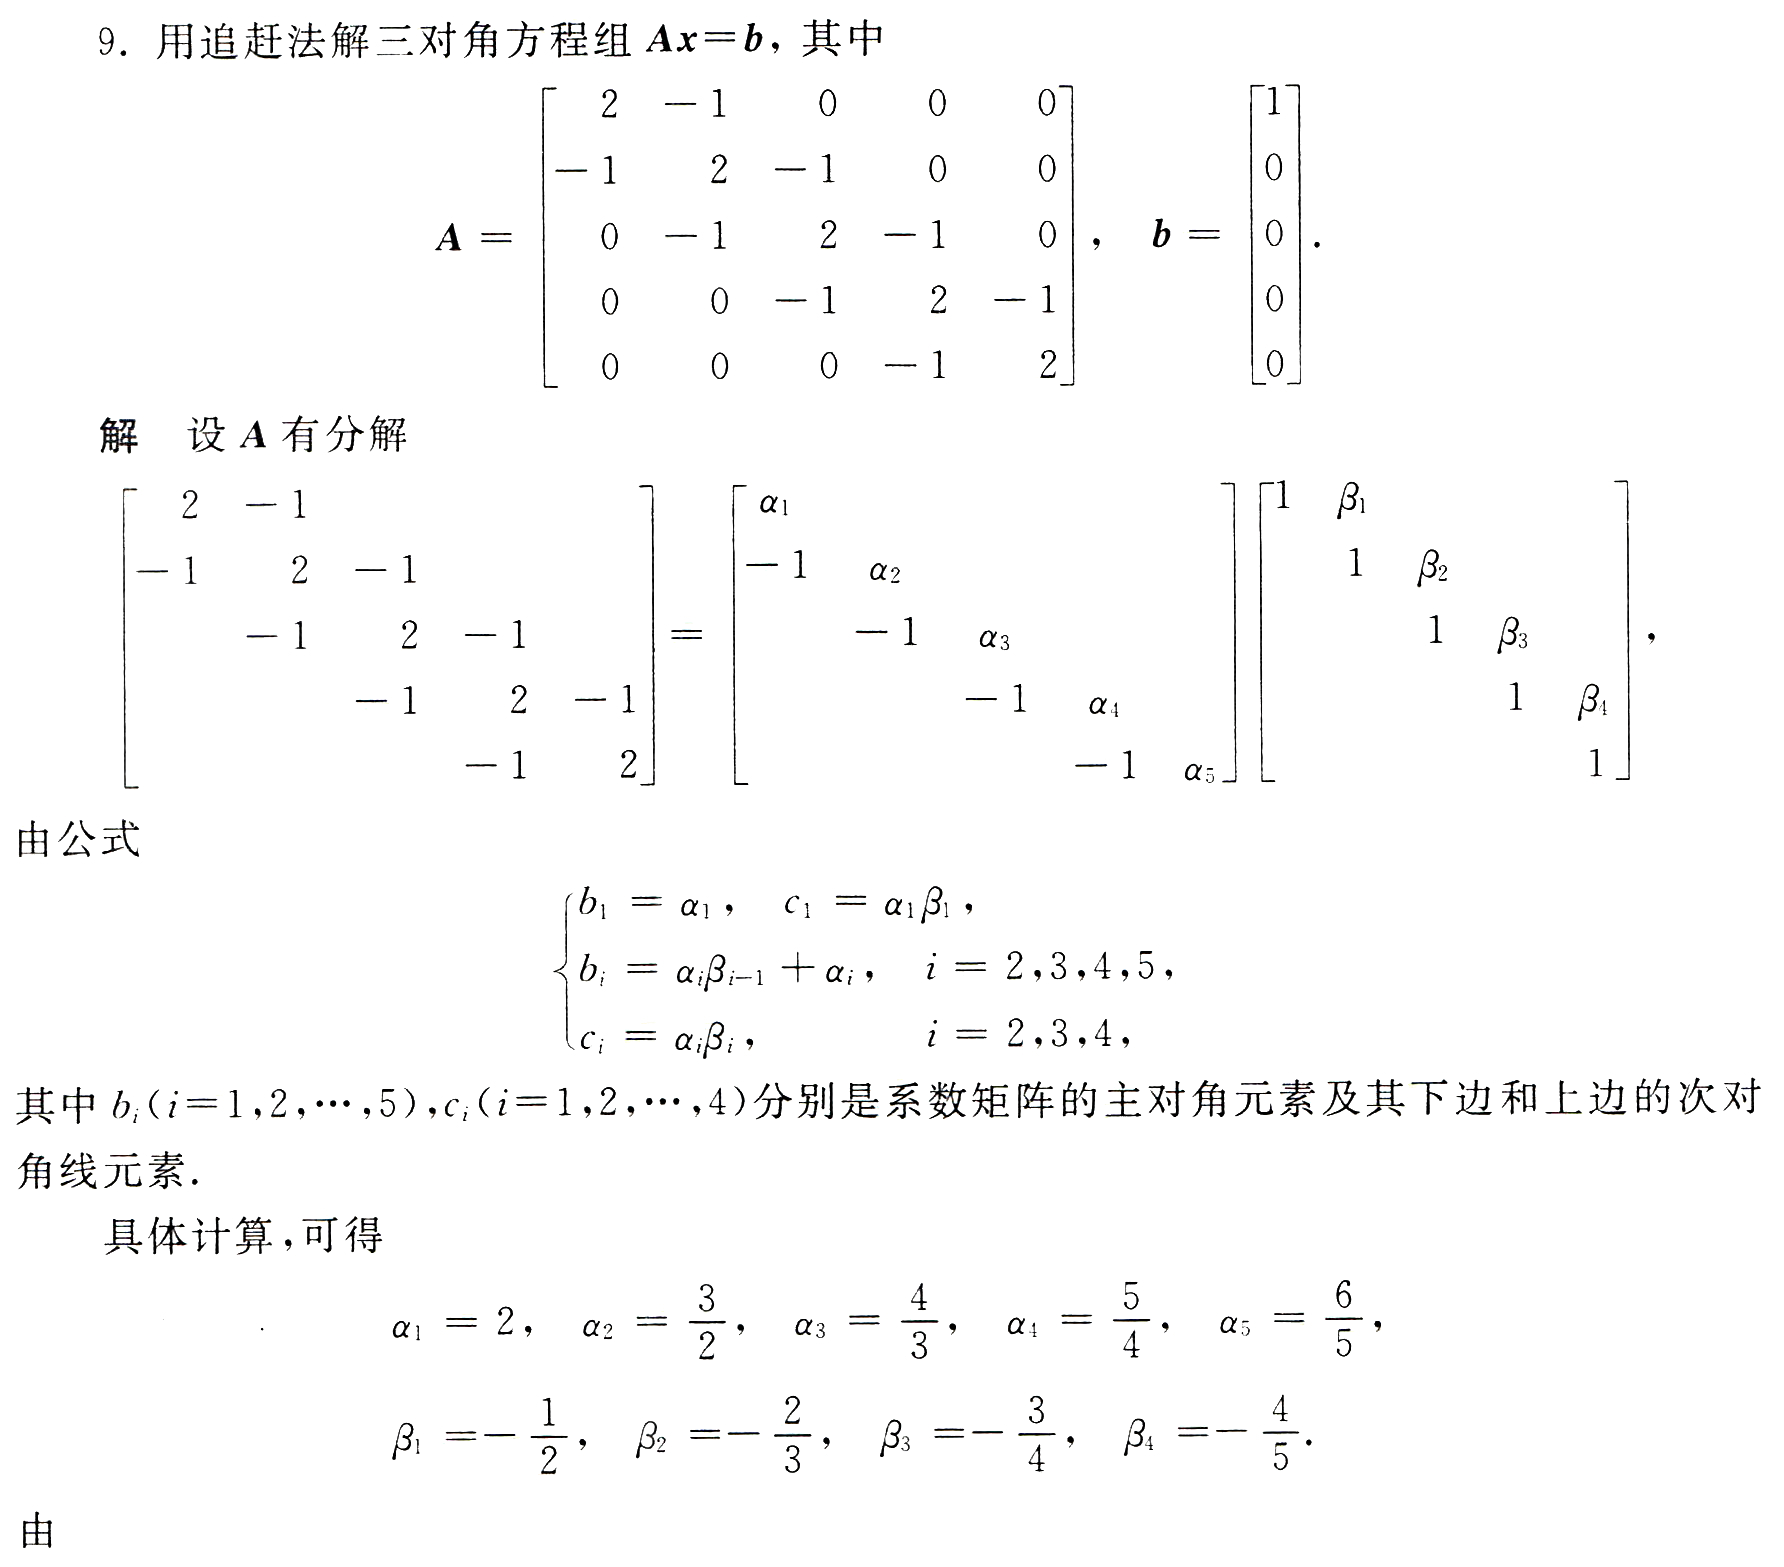 9. 用追赶法解三对角方程组 Ax=b, 其中
A = [2 −1 0 0 0; −1 2 −1 0 0; 0 −1 2 −1 0; 0 0 −1 2 −1; 0 0 0 −1 2], b = [1; 0; 0; 0; 0].
解 设 A 有分解
[2 −1; −1 2 −1; −1 2 −1; −1 2 −1; −1 2] = [α₁; −1 α₂; −1 α₃; −1 α₄; −1 α₅][1 β₁; 1 β₂; 1 β₃; 1 β₄; 1],
由公式
b₁ = α₁, c₁ = α₁β₁,
bᵢ = αᵢβᵢ₋₁ + αᵢ, i = 2,3,4,5,
cᵢ = αᵢβᵢ, i = 2,3,4,
其中 bᵢ(i=1,2,⋯,5),cᵢ(i=1,2,⋯,4)分别是系数矩阵的主对角元素及其下边和上边的次对
角线元素.
具体计算,可得
α₁ = 2, α₂ = 3/2, α₃ = 4/3, α₄ = 5/4, α₅ = 6/5,
β₁ =− 1/2, β₂ =− 2/3, β₃ =− 3/4, β₄ =− 4/5.
由